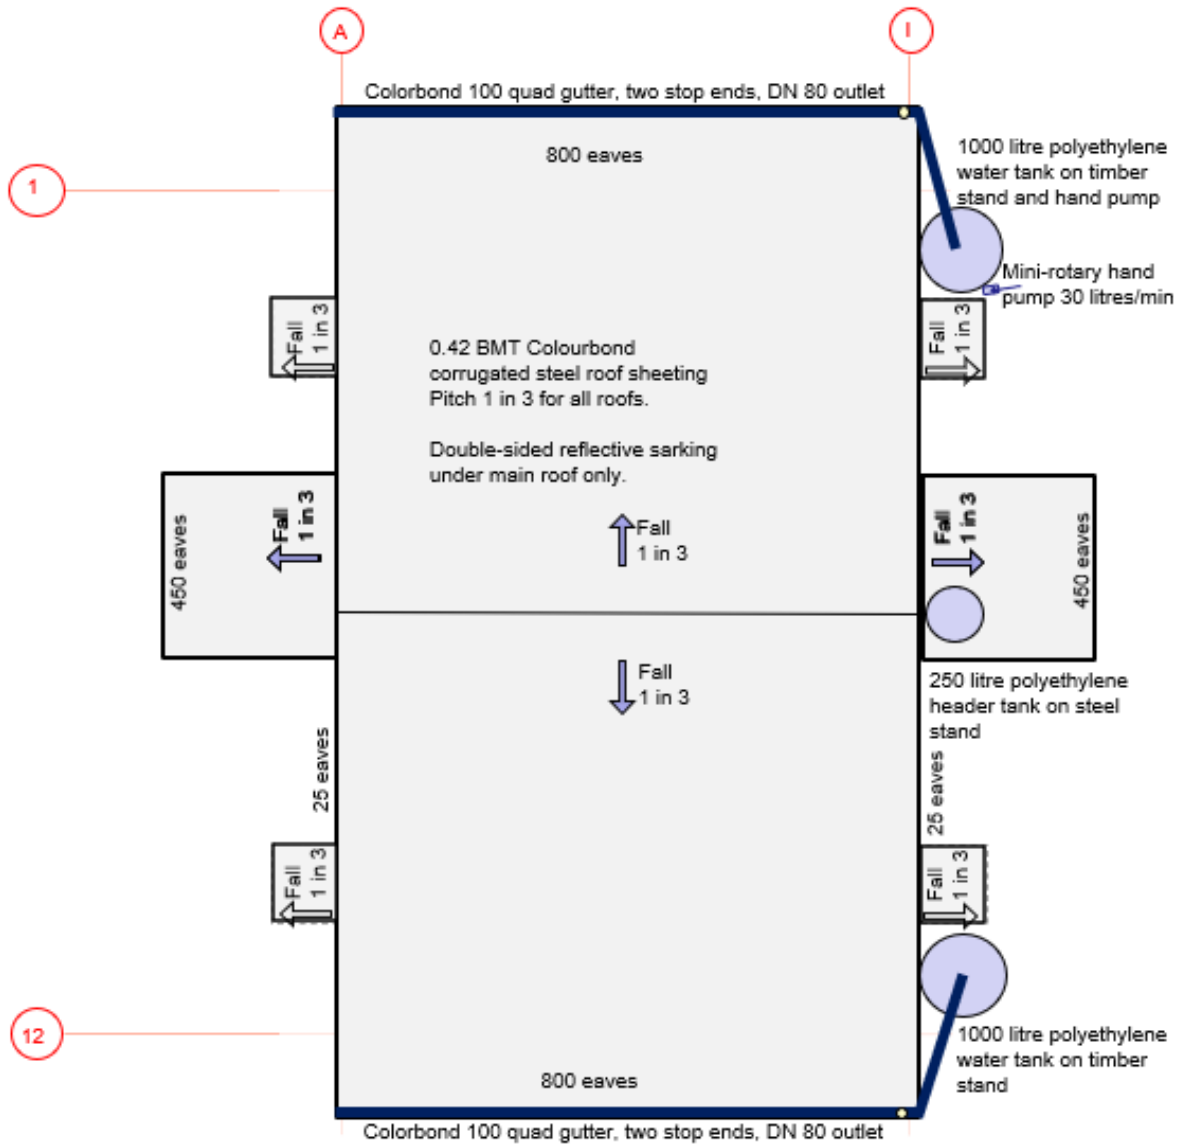 A
I
Colorbond 100 quad gutter, two stop ends, DN 80 outlet
800 eaves
1000 litre polyethylene
water tank on timber
stand and hand pump
1
Mini-rotary hand
pump 30 litres/min
Fall
1 in 3
Fall
1 in 3
0.42 BMT Colourbond
corrugated steel roof sheeting
Pitch 1 in 3 for all roofs.
Double-sided reflective sarking
under main roof only.
450 eaves
Fall
1 in 3
Fall
1 in 3
Fall
1 in 3
450 eaves
Fall
1 in 3
250 litre polyethylene
header tank on steel
stand
25 eaves
25 eaves
Fall
1 in 3
Fall
1 in 3
12
1000 litre polyethylene
water tank on timber
stand
800 eaves
Colorbond 100 quad gutter, two stop ends, DN 80 outlet